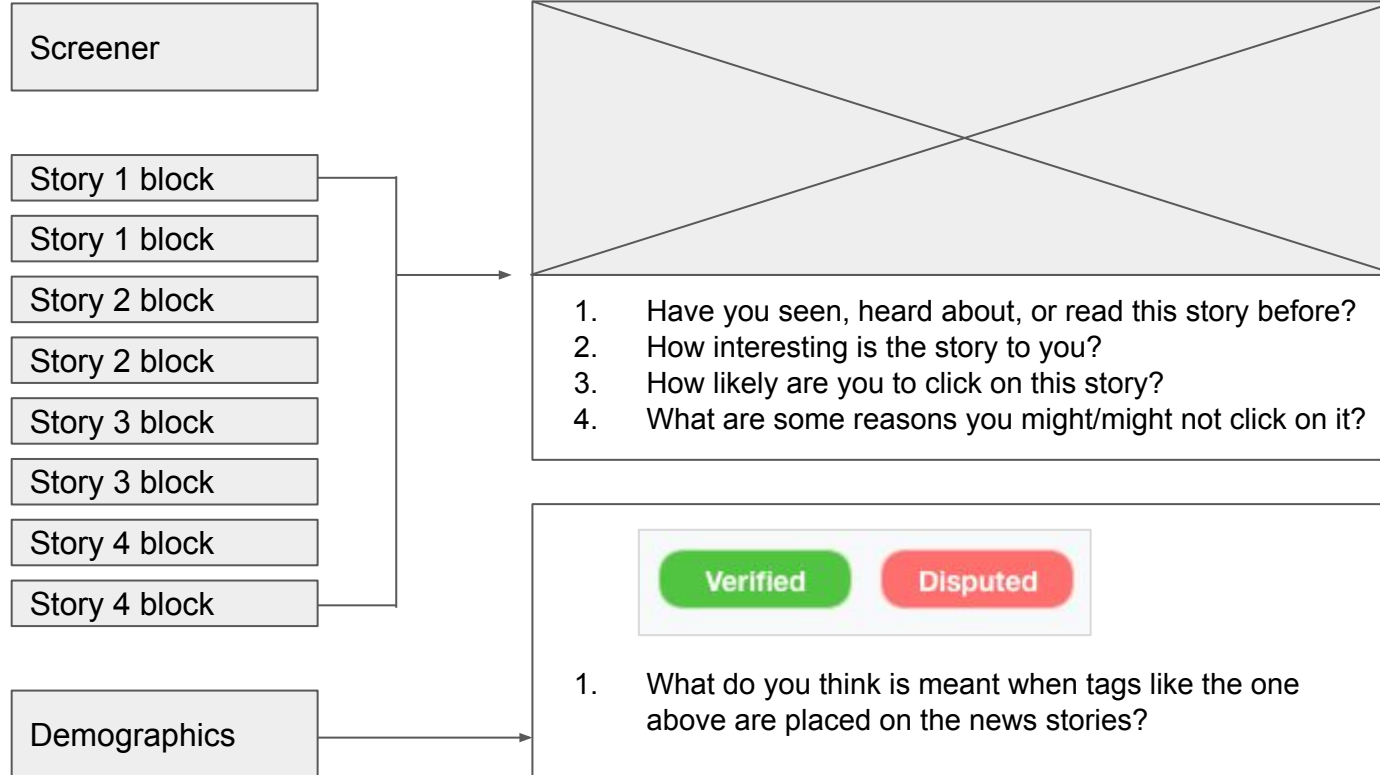 Screener
Story 1 block
Story 1 block
Story 2 block
Story 2 block
Story 3 block
Story 3 block
Story 4 block
Story 4 block
Demographics
1. Have you seen, heard about, or read this story before?
2. How interesting is the story to you?
3. How likely are you to click on this story?
4. What are some reasons you might/might not click on it?
Verified Disputed
1. What do you think is meant when tags like the one
above are placed on the news stories?